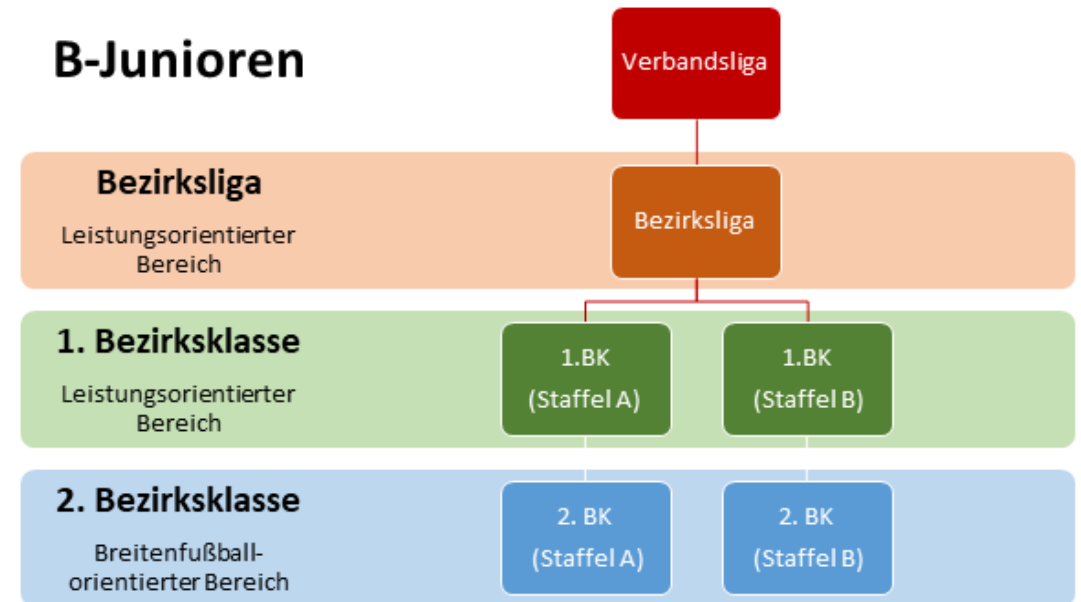 B-Junioren
Verbandsliga
Bezirksliga
Leistungsorientierter
Bereich
Bezirksliga
1. Bezirksklasse
Leistungsorientierter
Bereich
1.BK
(Staffel A)
1.BK
(Staffel B)
2. Bezirksklasse
Breitenfußball-
orientierter Bereich
2. BK
(Staffel A)
2. BK
(Staffel B)